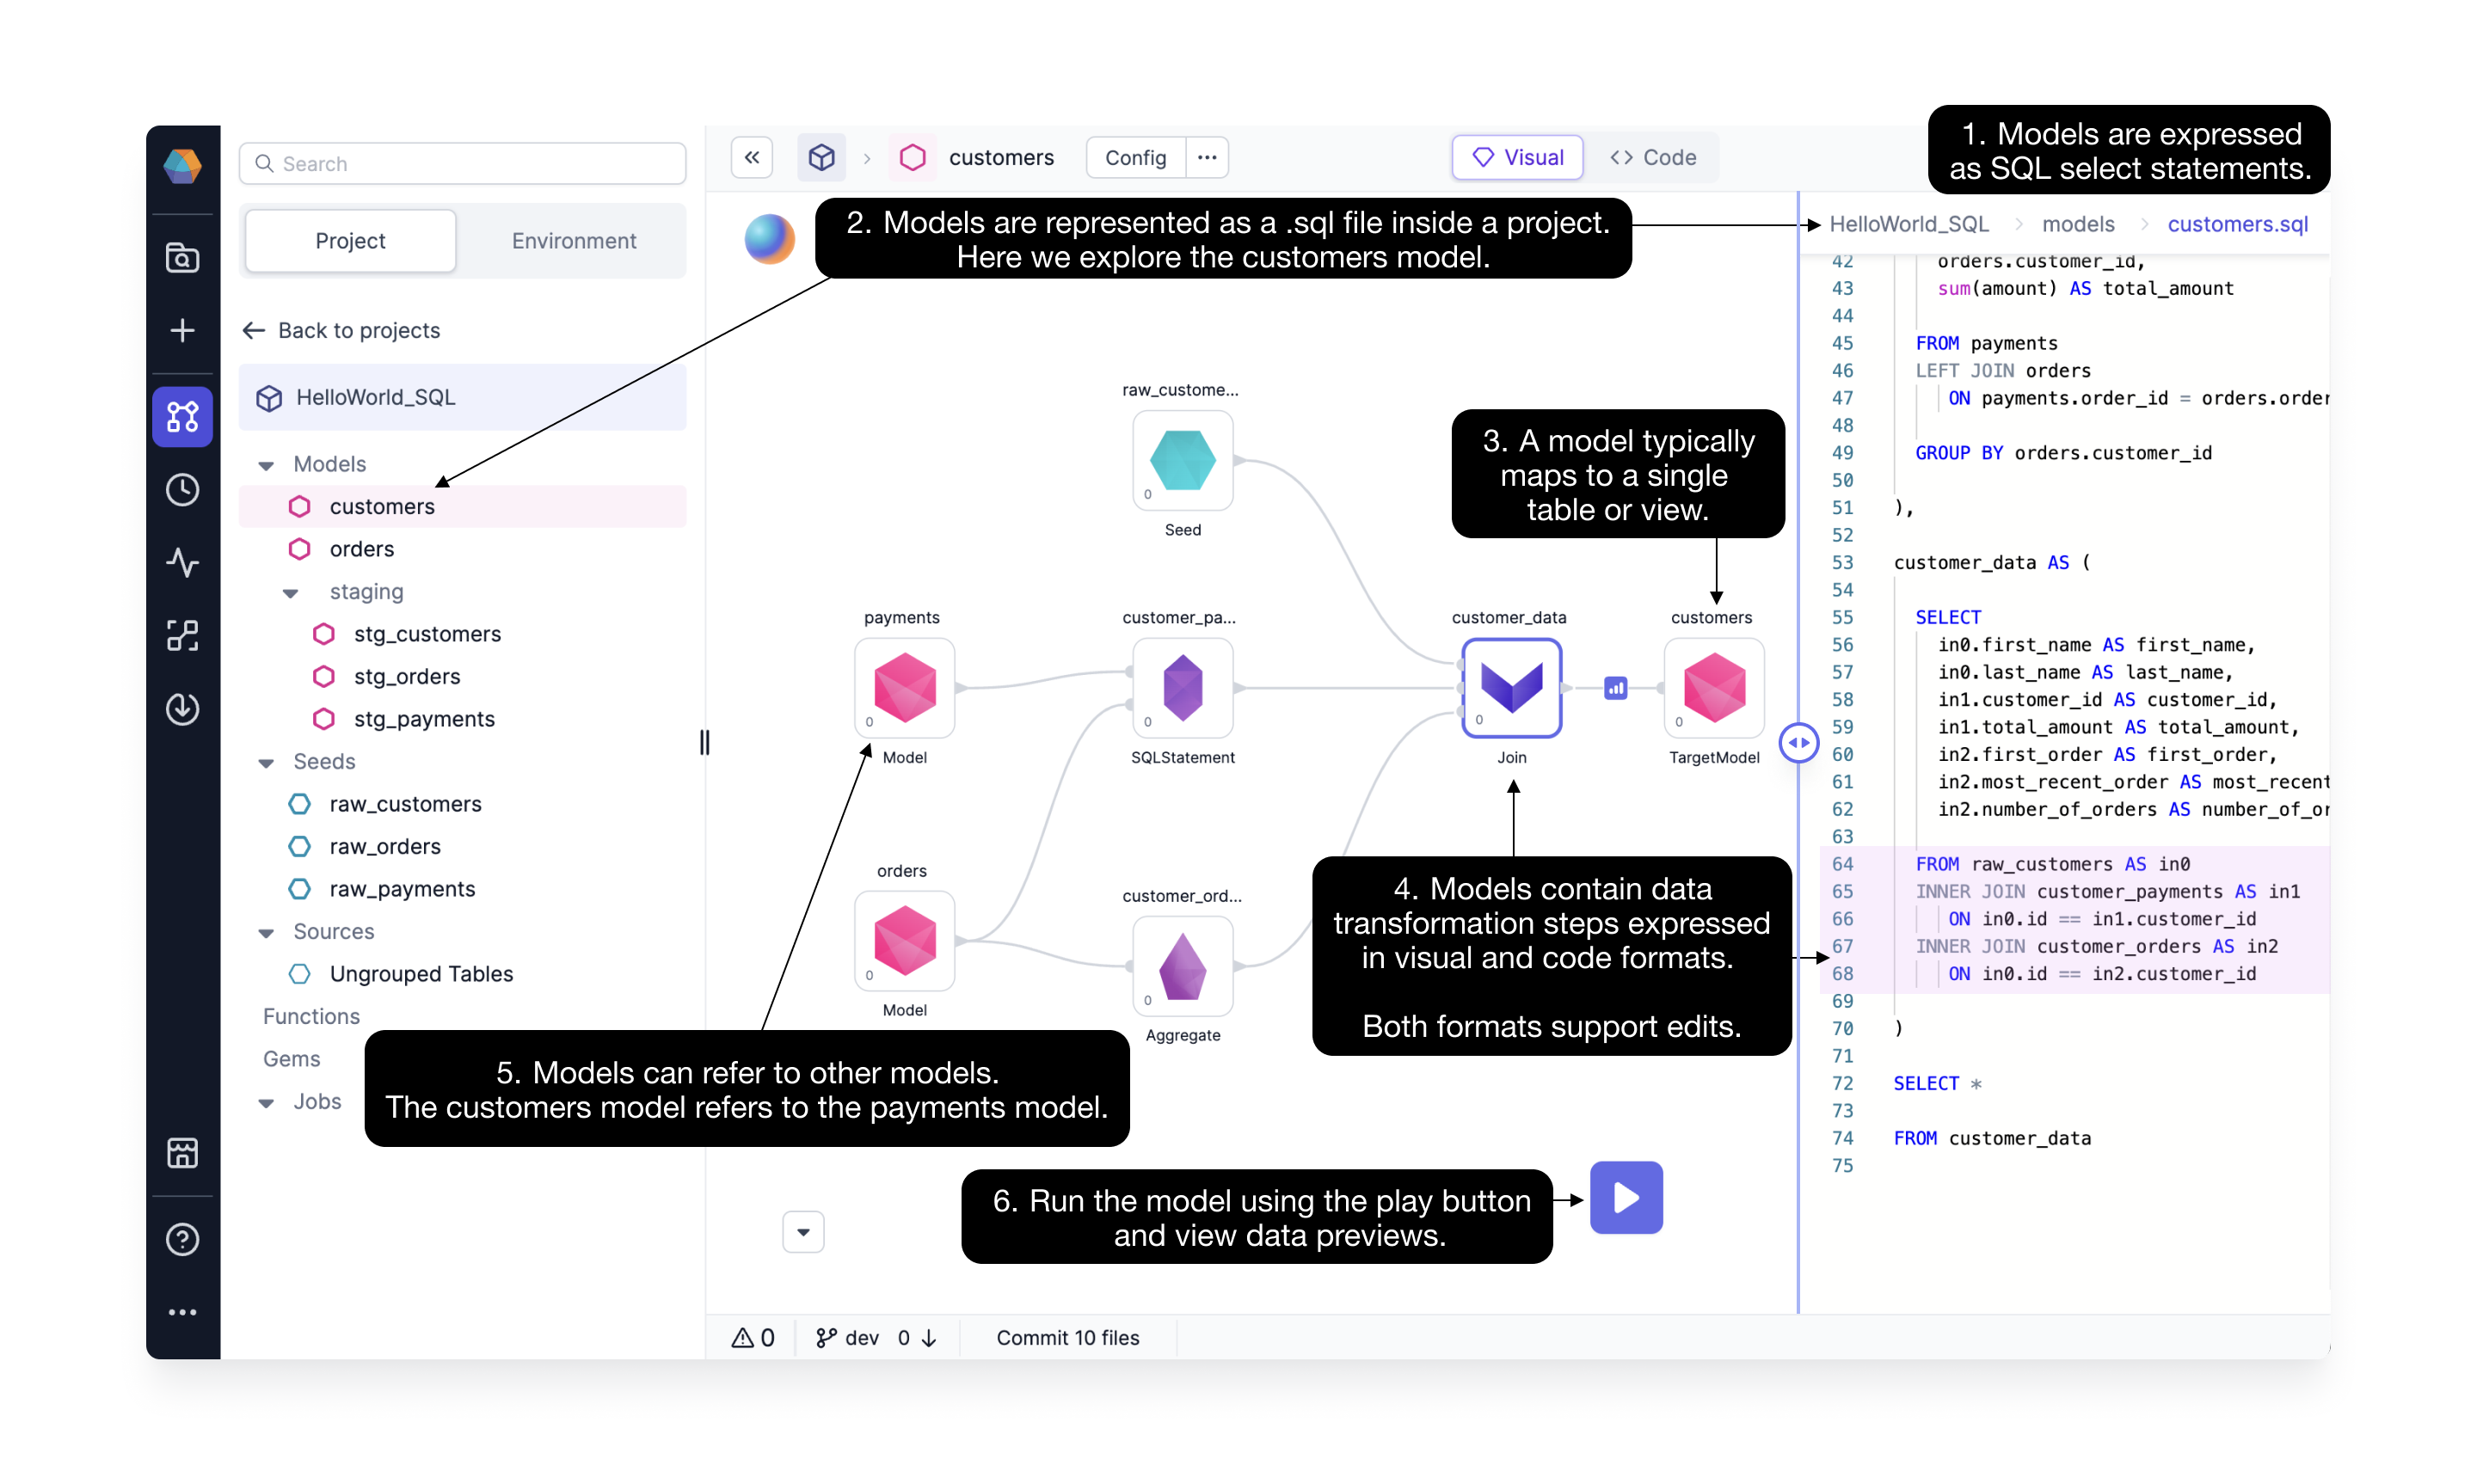 Search
Project
Environment
Back to projects
HelloWorld_SQL
Models
customers
orders
staging
stg_customers
stg_orders
stg_payments
Seeds
raw_customers
raw_orders
raw_payments
Sources
Ungrouped Tables
Functions
Gems
Jobs
customers
Config
Visual
Code
1. Models are expressed
as SQL select statements.
2. Models are represented as a .sql file inside a project.
Here we explore the customers model.
raw_custome...
0
Seed
3. A model typically
maps to a single
table or view.
payments
0
Model
customer_pa...
0
SQLStatement
customer_data
0
Join
customers
0
TargetModel
orders
0
Model
customer_ord...
0
Aggregate
4. Models contain data
transformation steps expressed
in visual and code formats.
Both formats support edits.
5. Models can refer to other models.
The customers model refers to the payments model.
6. Run the model using the play button
and view data previews.
HelloWorld_SQL > models > customers.sql
42 orders.customer_id,
43 sum(amount) AS total_amount
44
45 FROM payments
46 LEFT JOIN orders
47 ON payments.order_id = orders.order
48
49 GROUP BY orders.customer_id
50
51 ),
52
53 customer_data AS (
54
55 SELECT
56 in0.first_name AS first_name,
57 in0.last_name AS last_name,
58 in1.customer_id AS customer_id,
59 in1.total_amount AS total_amount,
60 in2.first_order AS first_order,
61 in2.most_recent_order AS most_recent
62 in2.number_of_orders AS number_of_or
63
64 FROM raw_customers AS in0
65 INNER JOIN customer_payments AS in1
66 ON in0.id == in1.customer_id
67 INNER JOIN customer_orders AS in2
68 ON in0.id == in2.customer_id
69
70 )
71
72 SELECT *
73
74 FROM customer_data
75
0
dev 0
Commit 10 files